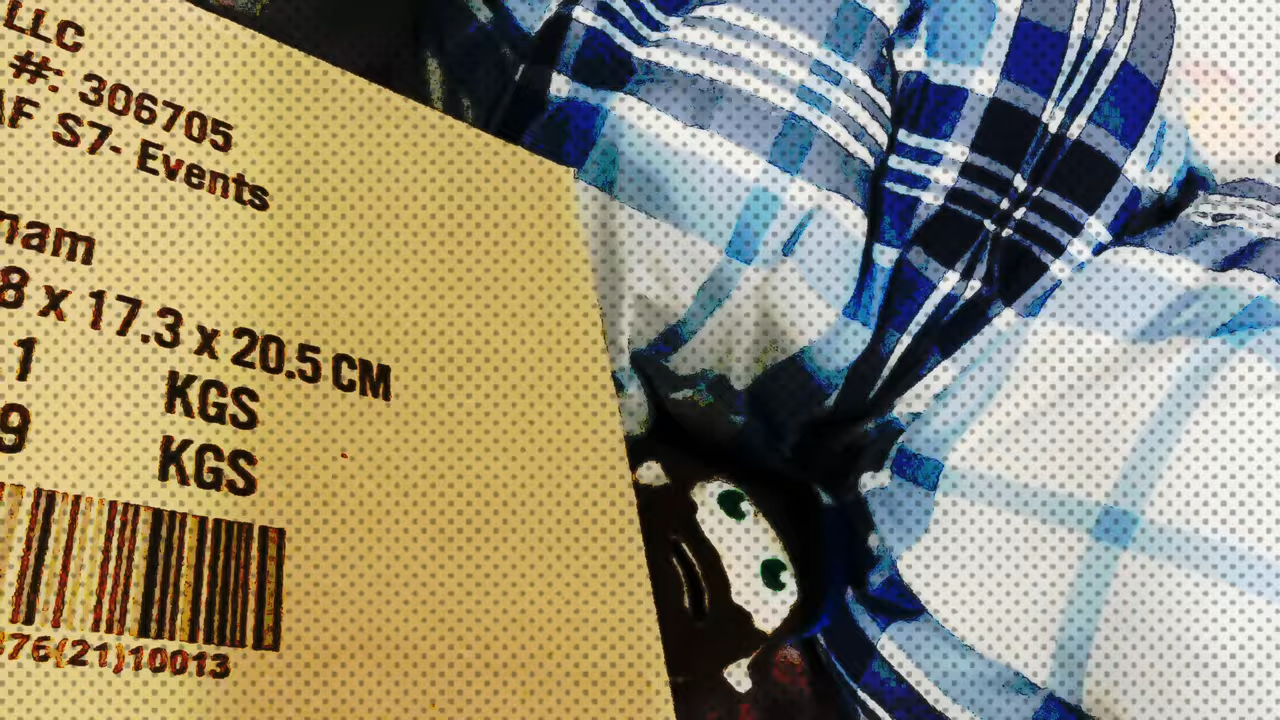 LLC
#: 306705
AF S7- Events
nam
8 x 17.3 x 20.5 CM
1 KGS
9 KGS
376(21)10013